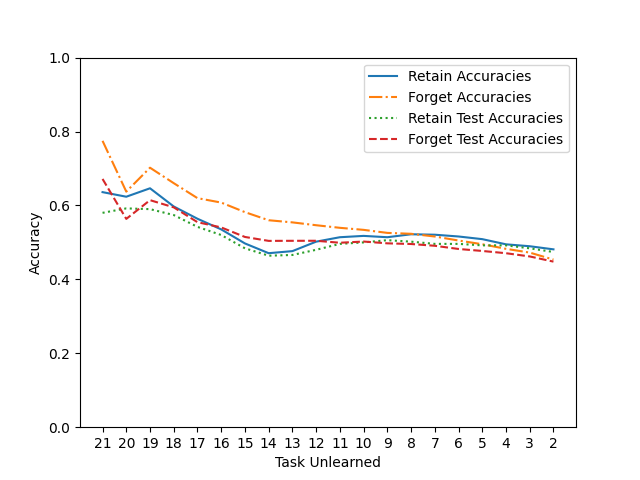 1.0
0.8
0.6
0.4
0.2
0.0
Accuracy
Retain Accuracies
Forget Accuracies
Retain Test Accuracies
Forget Test Accuracies
21 20 19 18 17 16 15 14 13 12 11 10 9 8 7 6 5 4 3 2
Task Unlearned